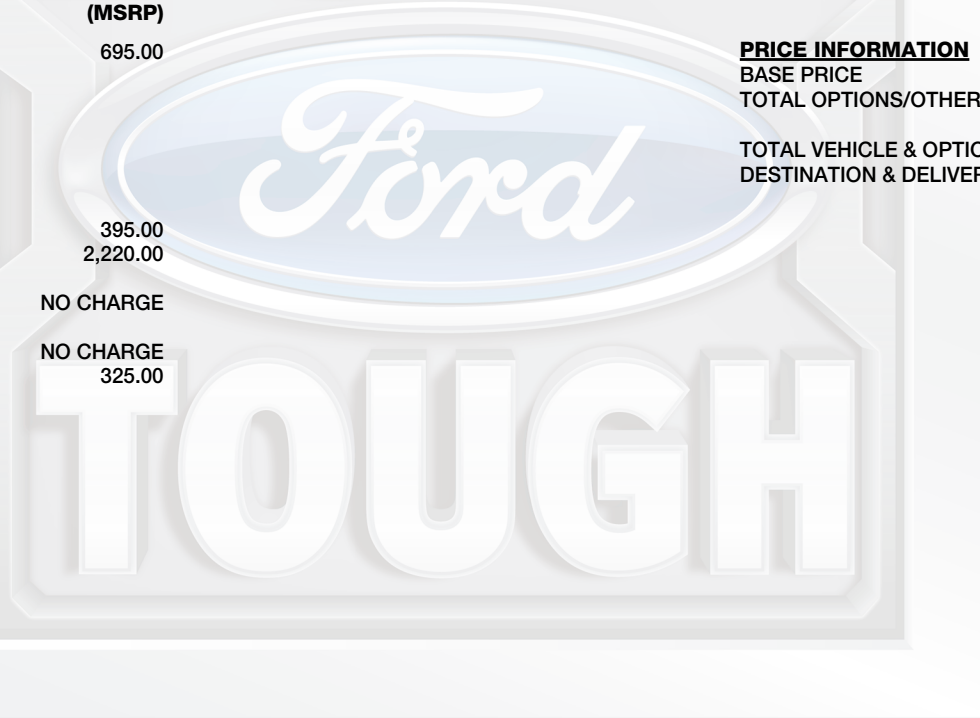 (MSRP)
695.00
395.00
2,220.00
NO CHARGE
NO CHARGE
325.00
PRICE INFORMATION
BASE PRICE
TOTAL OPTIONS/OTHER
TOTAL VEHICLE & OPTIO
DESTINATION & DELIVER
Ford
TOUGH